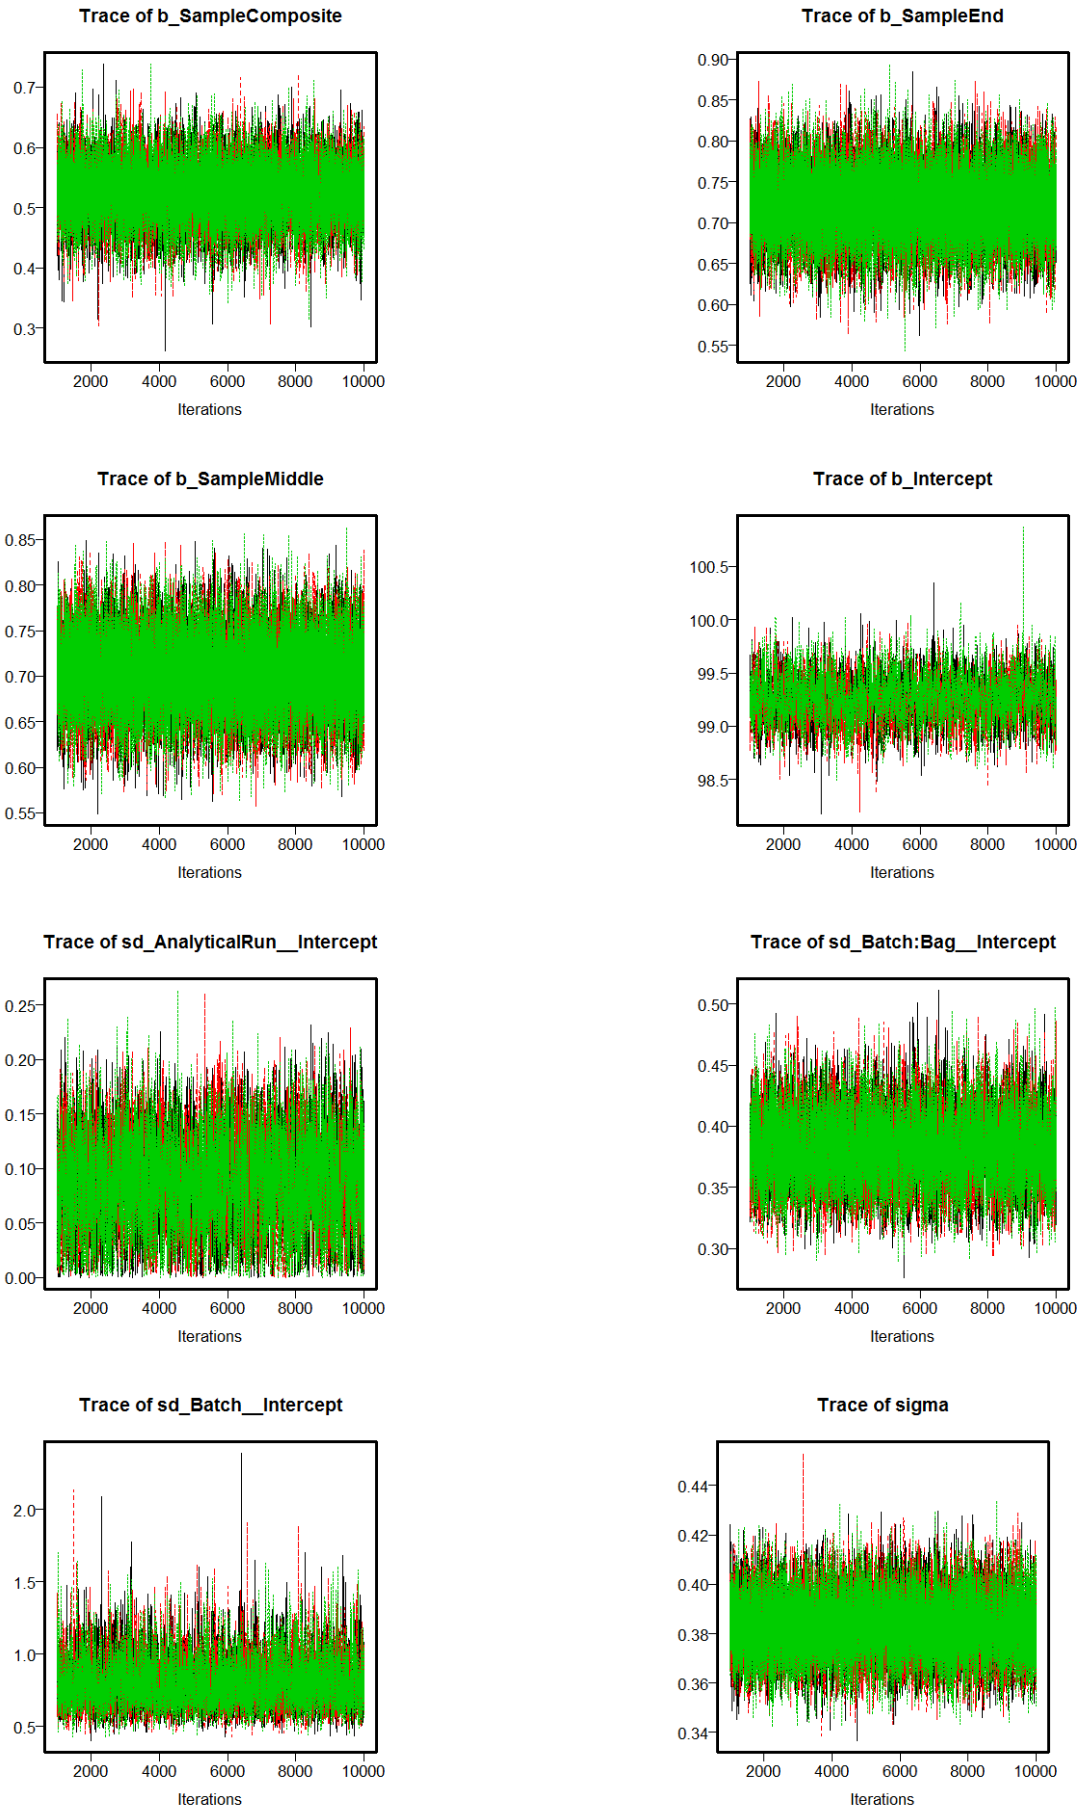 Trace of b_SampleComposite
0.7
0.6
0.5
0.4
0.3
2000 4000 6000 8000 10000
Iterations
Trace of b_SampleEnd
0.90
0.85
0.80
0.75
0.70
0.65
0.60
0.55
2000 4000 6000 8000 10000
Iterations
Trace of b_SampleMiddle
0.85
0.80
0.75
0.70
0.65
0.60
0.55
2000 4000 6000 8000 10000
Iterations
Trace of b_Intercept
100.5
100.0
99.5
99.0
98.5
2000 4000 6000 8000 10000
Iterations
Trace of sd_AnalyticalRun__Intercept
0.25
0.20
0.15
0.10
0.05
0.00
2000 4000 6000 8000 10000
Iterations
Trace of sd_Batch:Bag__Intercept
0.50
0.45
0.40
0.35
0.30
2000 4000 6000 8000 10000
Iterations
Trace of sd_Batch__Intercept
2.0
1.5
1.0
0.5
2000 4000 6000 8000 10000
Iterations
Trace of sigma
0.44
0.42
0.40
0.38
0.36
0.34
2000 4000 6000 8000 10000
Iterations